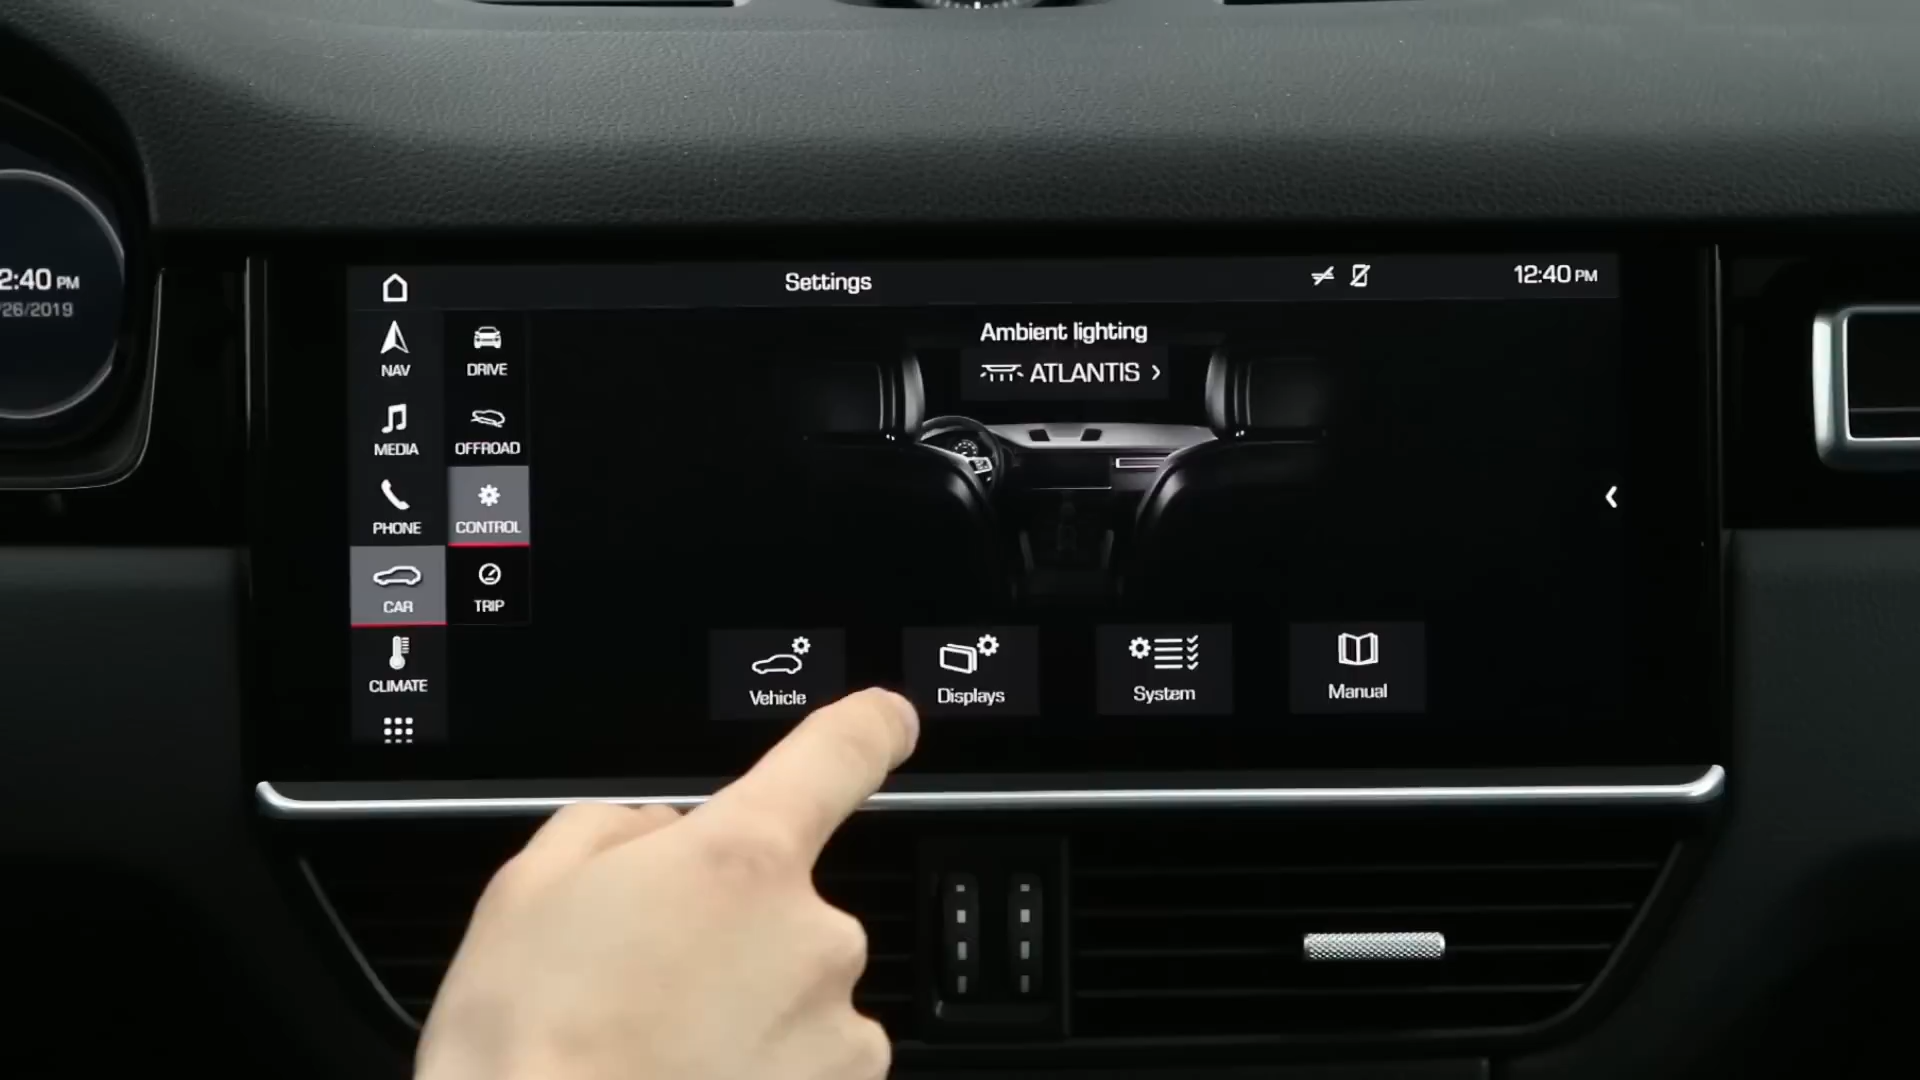 2:40 PM
26/2019
Settings
12:40 PM
NAV
DRIVE
MEDIA
OFFROAD
PHONE
CONTROL
CAR
TRIP
CLIMATE
Ambient lighting
ATLANTIS >
Vehicle
Displays
System
Manual